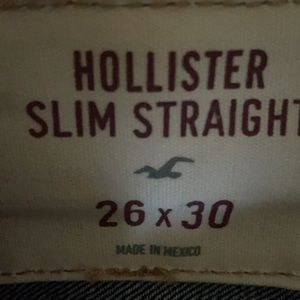 HOLLISTER
SLIM STRAIGHT
26 x 30
MADE IN MEXICO